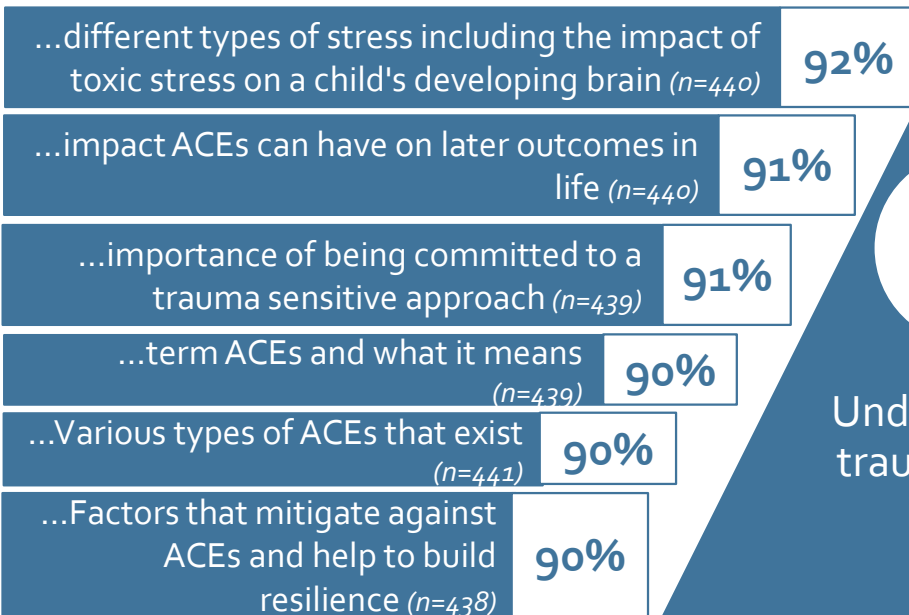 ...different types of stress including the impact of
toxic stress on a child's developing brain (n=440)
92%
...impact ACEs can have on later outcomes in
life (n=440)
91%
...importance of being committed to a
trauma sensitive approach (n=439)
91%
...term ACEs and what it means
(n=439)
90%
...Various types of ACEs that exist
(n=441)
90%
...Factors that mitigate against
ACEs and help to build
resilience (n=438)
90%
Und
trau